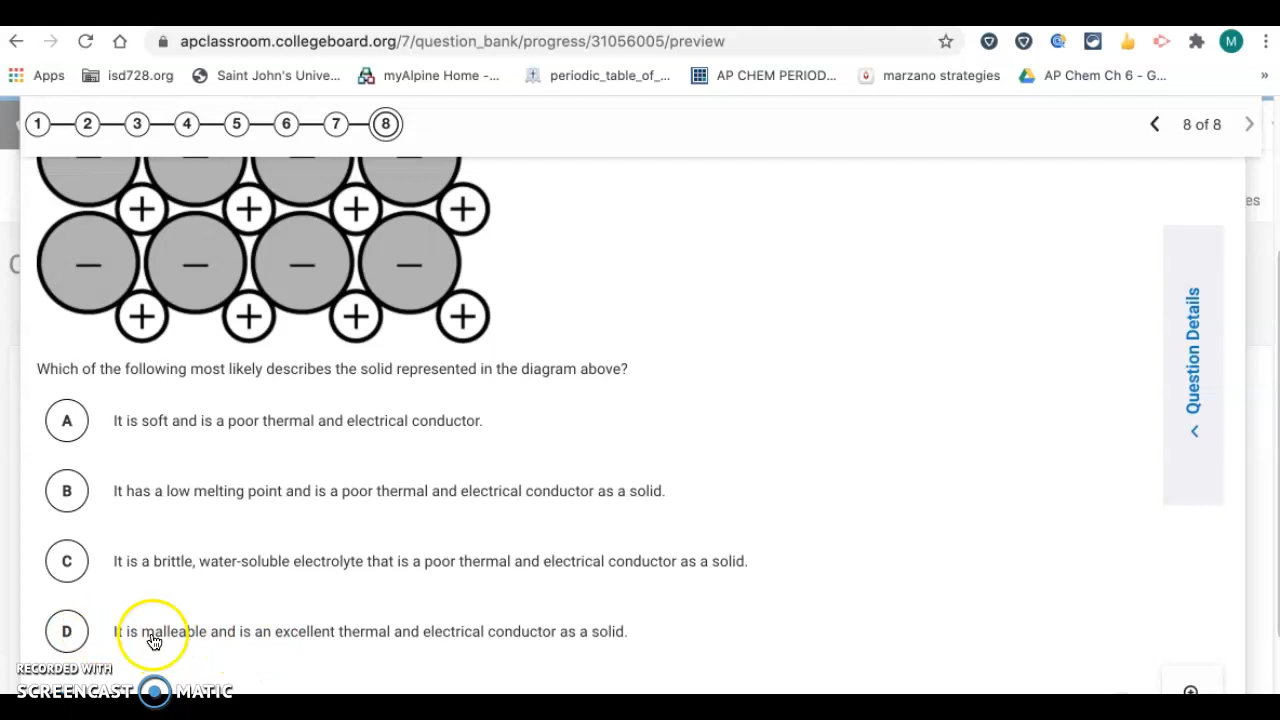 apclassroom.collegeboard.org/7/question_bank/progress/31056005/preview
M
Apps isd728.org Saint John's Unive... myAlpine Home -... periodic_table_of_... AP CHEM PERIOD... marzano strategies AP Chem Ch 6 - G... »
1 2 3 4 5 6 7 8 8 of 8
− − − −
+ + + +
− − − −
+ + + +
Question Details
Which of the following most likely describes the solid represented in the diagram above?
A It is soft and is a poor thermal and electrical conductor.
B It has a low melting point and is a poor thermal and electrical conductor as a solid.
C It is a brittle, water-soluble electrolyte that is a poor thermal and electrical conductor as a solid.
D It is malleable and is an excellent thermal and electrical conductor as a solid.
RECORDED WITH
SCREENCAST MATIC